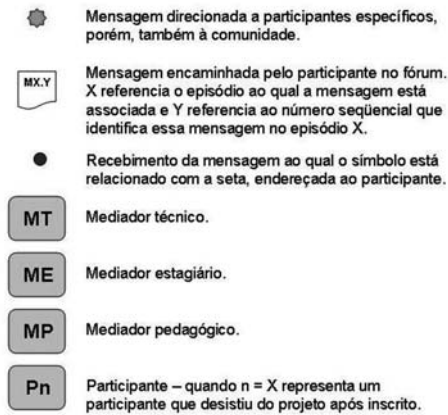 Mensagem direcionada a participantes específicos,
porém, também à comunidade.
MX.Y
Mensagem encaminhada pelo participante no fórum.
X referencia o episódio ao qual a mensagem está
associada e Y referencia ao número seqüencial que
identifica essa mensagem no episódio X.
Recebimento da mensagem ao qual o símbolo está
relacionado com a seta, endereçada ao participante.
MT
Mediador técnico.
ME
Mediador estagiário.
MP
Mediador pedagógico.
Pn
Participante – quando n = X representa um
participante que desistiu do projeto após inscrito.